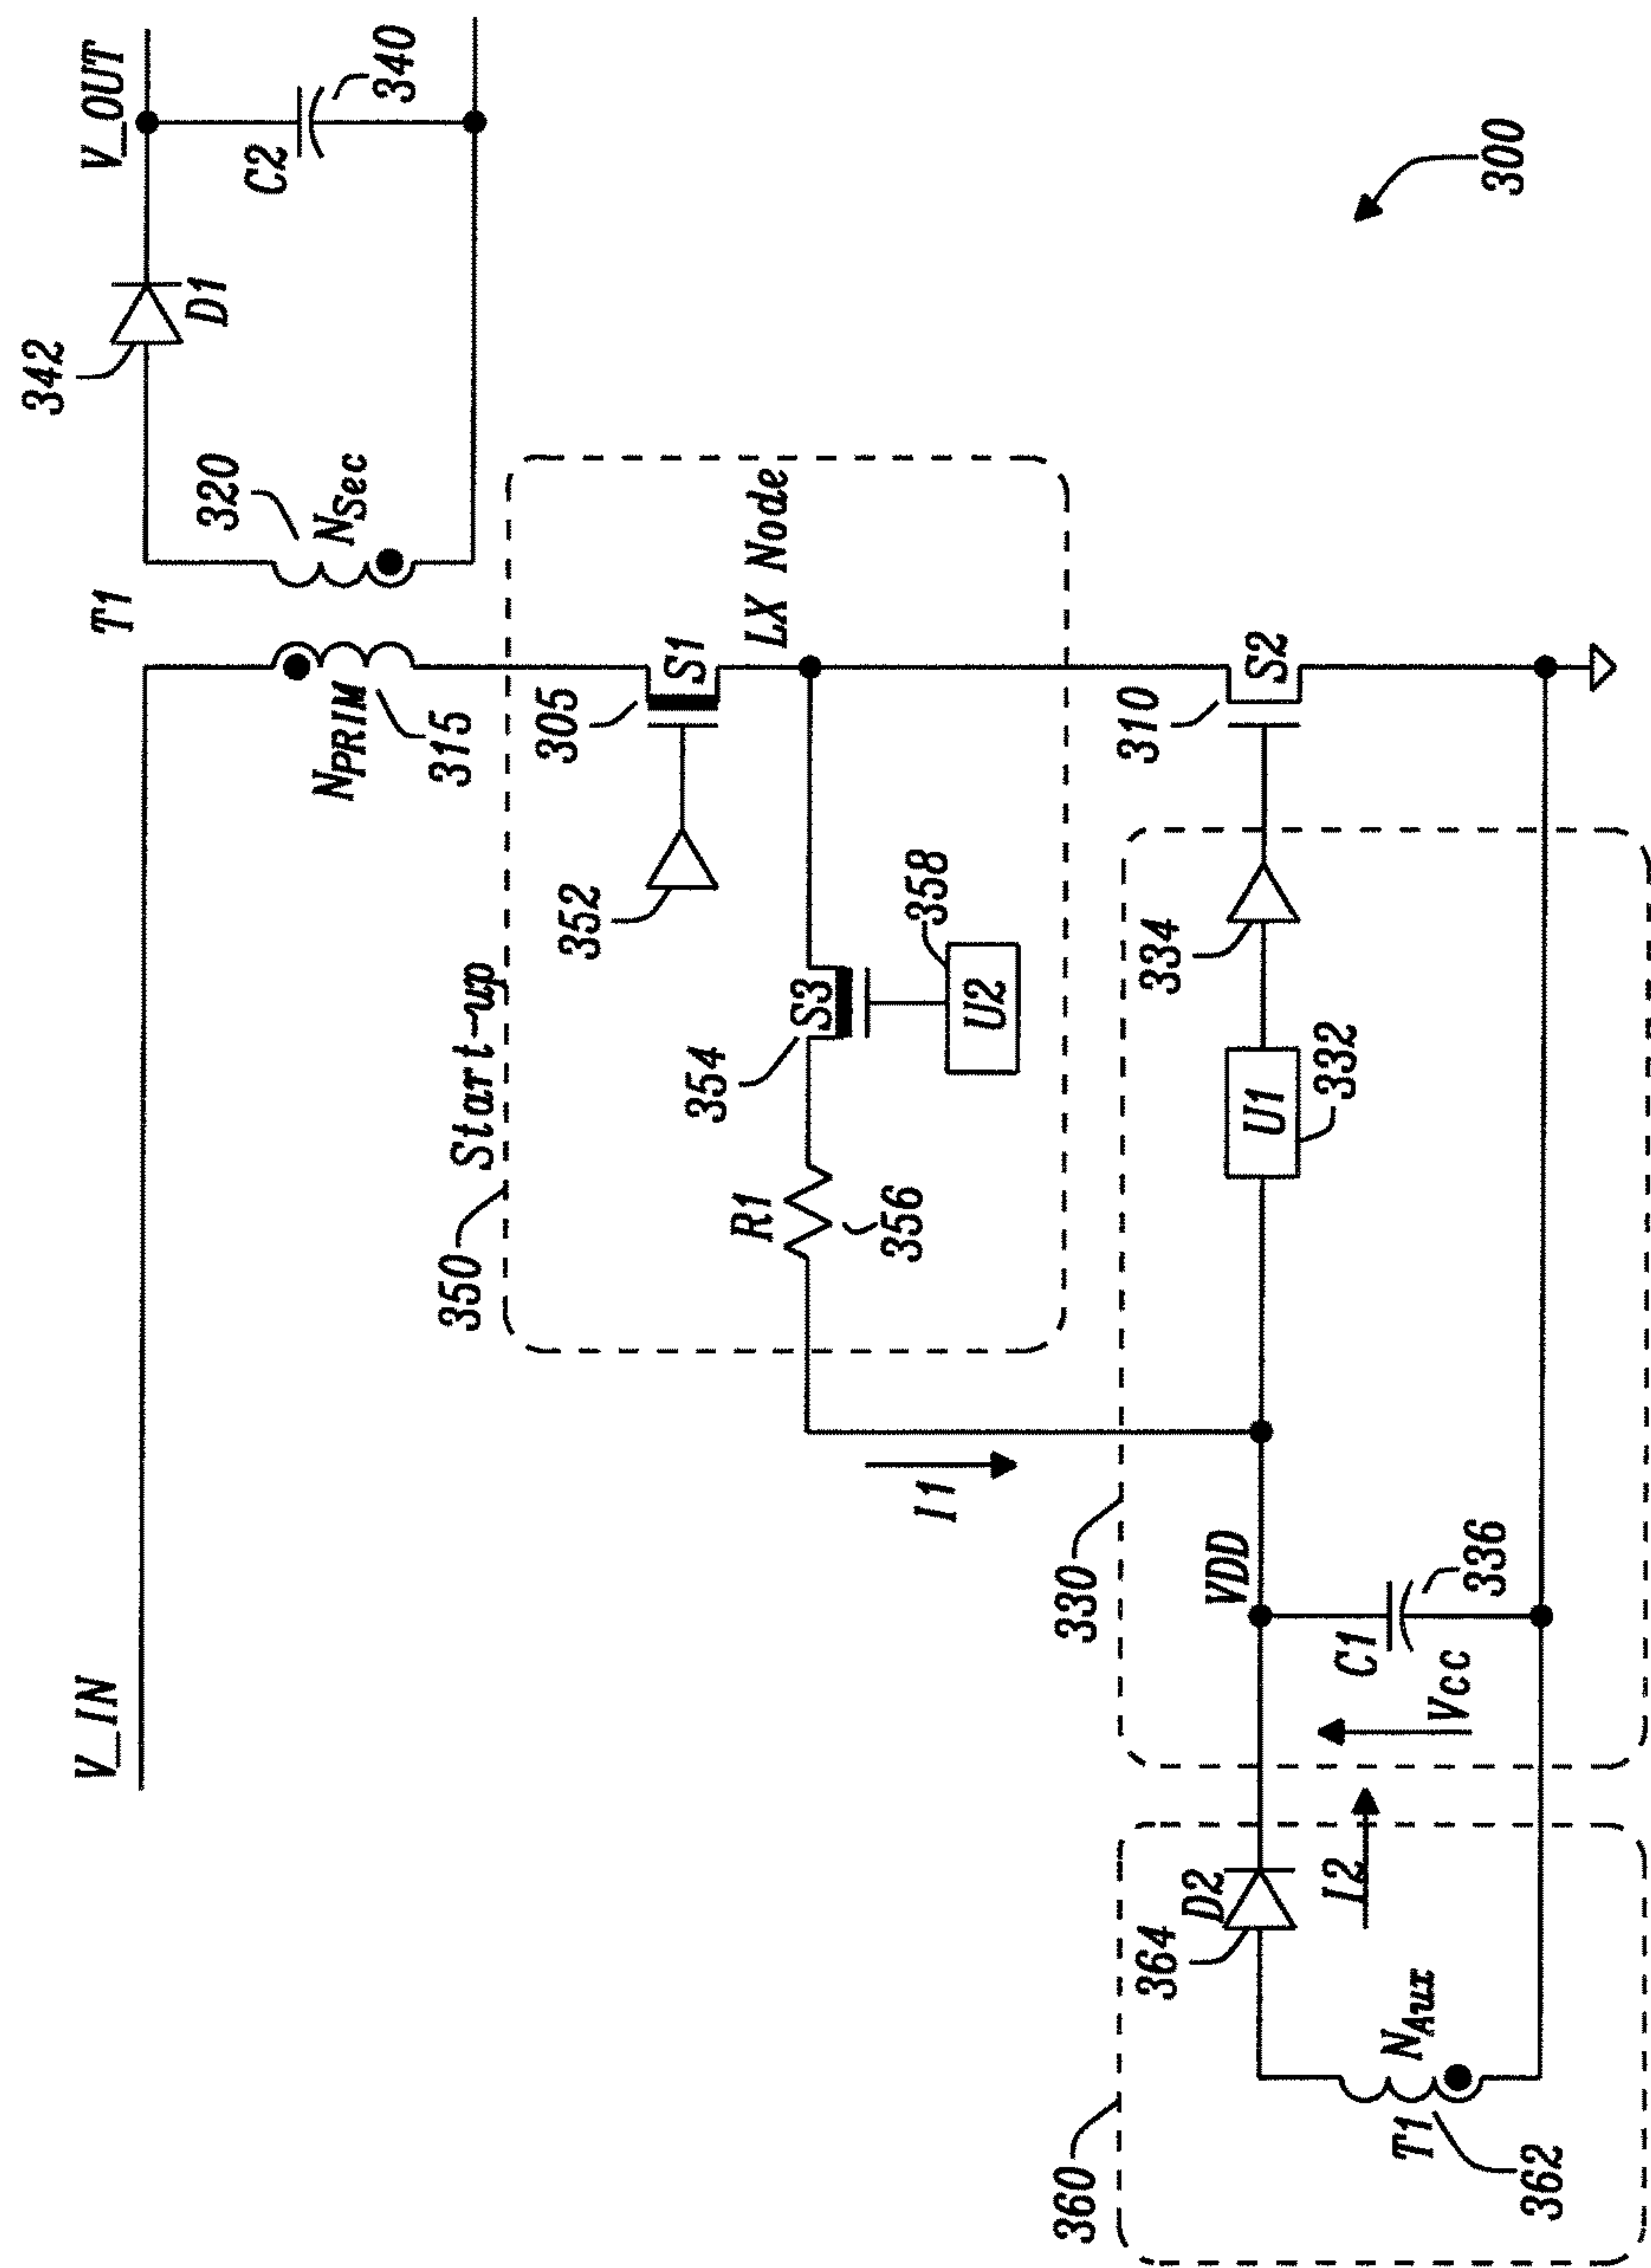 V_IN
T1
342
D1
V_OUT
C2
340
320
NSec
NPRIM
315
350
Start-up
305
S1
352
LX Node
354
S3
R1
356
U2
358
I1
300
330
VDD
334
310
S2
U1
332
C1
336
Vcc
360
364
D2
I2
NAux
T1
362